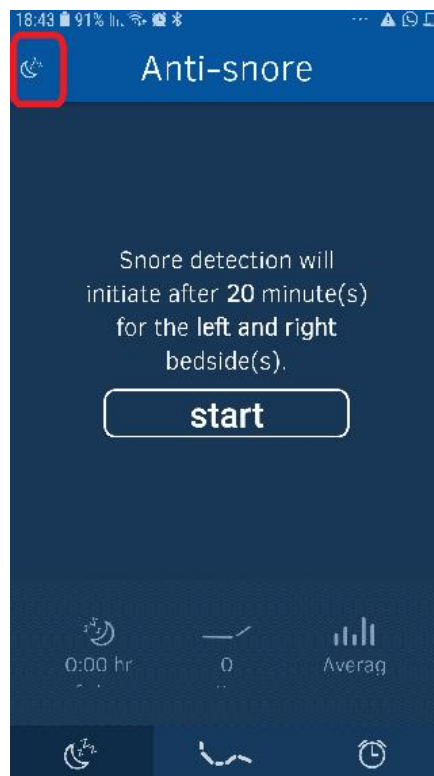 18:43 91%
Anti-snore
Snore detection will
initiate after 20 minute(s)
for the left and right
bedside(s).
start
0:00 hr 0 Averag